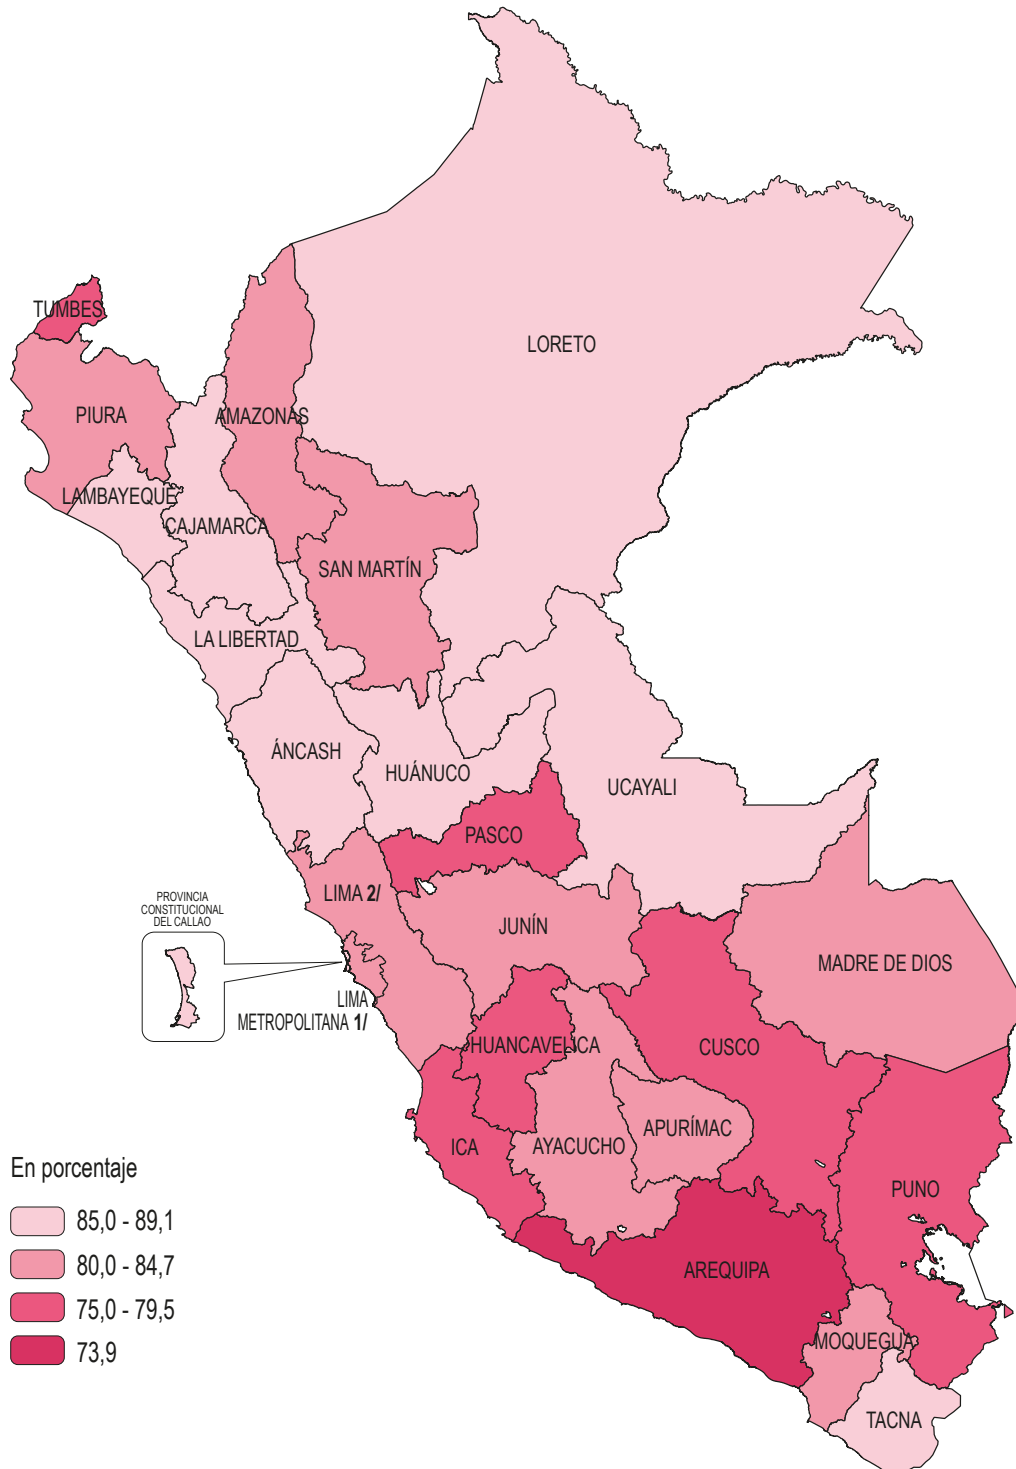 TUMBES
LORETO
PIURA
AMAZONAS
LAMBAYEQUE
CAJAMARCA
SAN MARTÍN
LA LIBERTAD
ÁNCASH
HUÁNUCO
UCAYALI
PASCO
LIMA 2/
PROVINCIA
CONSTITUCIONAL
DEL CALLAO
JUNÍN
MADRE DE DIOS
LIMA
METROPOLITANA 1/
HUANCAVELICA
CUSCO
APURÍMAC
AYACUCHO
ICA
PUNO
AREQUIPA
MOQUEGUA
TACNA
En porcentaje
85,0 - 89,1
80,0 - 84,7
75,0 - 79,5
73,9